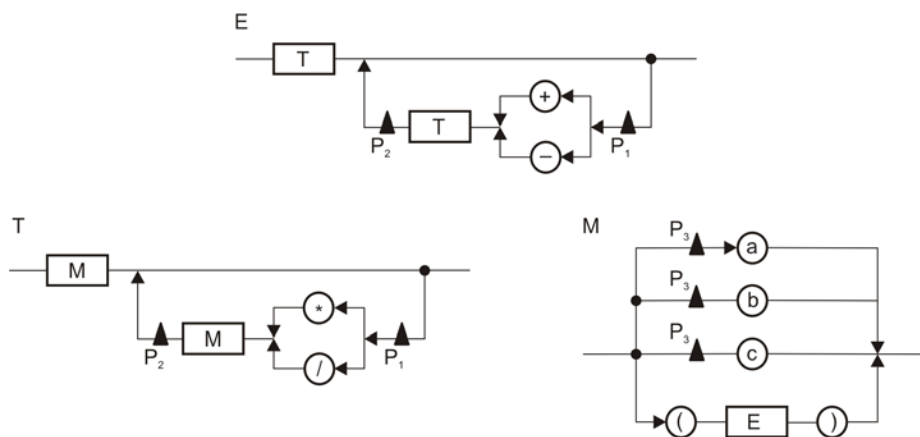 E
T
+
T
P₂
P₁
−
T
M
M
*
M
P₂
P₁
/
P₃
a
P₃
b
P₃
c
(
E
)